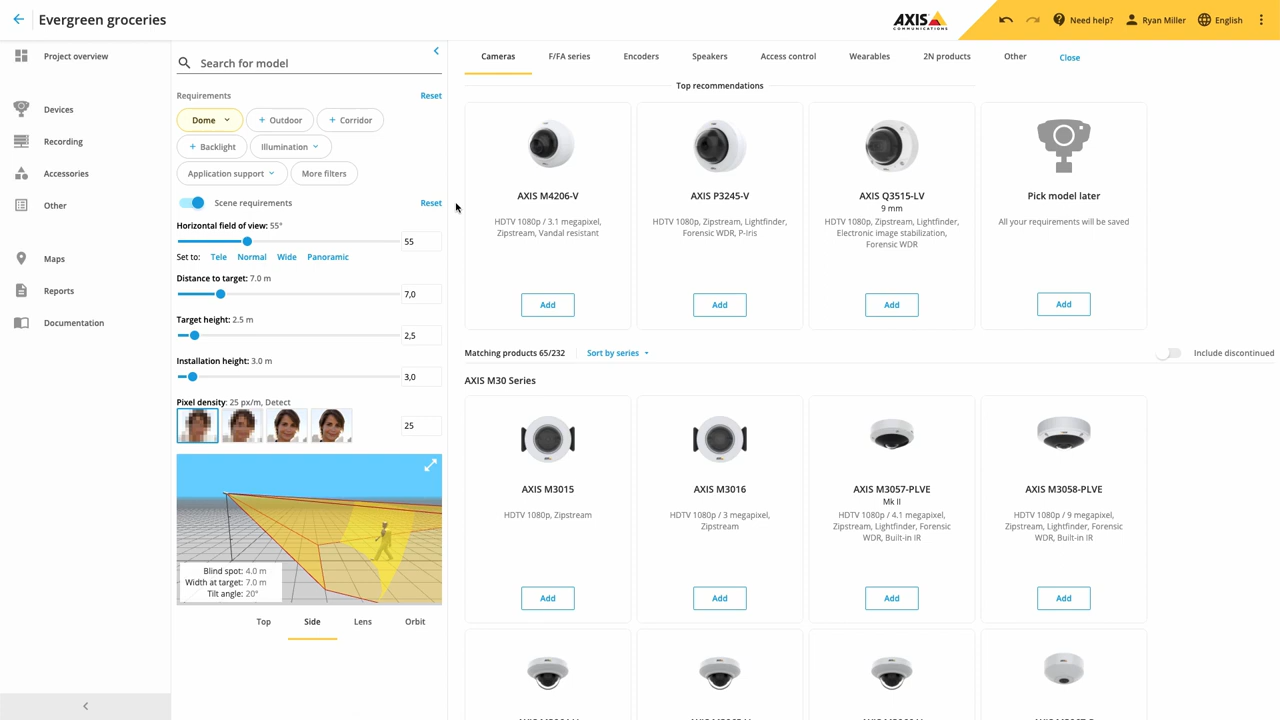 Evergreen groceries
AXIS
COMMUNICATIONS
Need help?
Ryan Miller
English
Project overview
Devices
Recording
Accessories
Other
Maps
Reports
Documentation
Search for model
Requirements
Reset
Dome
+ Outdoor
+ Corridor
+ Backlight
Illumination
Application support
More filters
Scene requirements
Reset
Horizontal field of view: 55°
55
Set to: Tele Normal Wide Panoramic
Distance to target: 7.0 m
7,0
Target height: 2.5 m
2,5
Installation height: 3.0 m
3,0
Pixel density: 25 px/m, Detect
25
Blind spot: 4.0 m
Width at target: 7.0 m
Tilt angle: 20°
Top Side Lens Orbit
Cameras F/FA series Encoders Speakers Access control Wearables 2N products Other Close
Top recommendations
AXIS M4206-V
HDTV 1080p / 3.1 megapixel,
Zipstream, Vandal resistant
Add
AXIS P3245-V
HDTV 1080p, Zipstream, Lightfinder,
Forensic WDR, P-Iris
Add
AXIS Q3515-LV
9 mm
HDTV 1080p, Zipstream, Lightfinder,
Electronic image stabilization,
Forensic WDR
Add
Pick model later
All your requirements will be saved
Add
Matching products 65/232
Sort by series
Include discontinued
AXIS M30 Series
AXIS M3015
HDTV 1080p, Zipstream
Add
AXIS M3016
HDTV 1080p / 3 megapixel,
Zipstream
Add
AXIS M3057-PLVE
Mk II
HDTV 1080p / 4.1 megapixel,
Zipstream, Lightfinder, Forensic
WDR, Built-in IR
Add
AXIS M3058-PLVE
HDTV 1080p / 9 megapixel,
Zipstream, Lightfinder, Forensic
WDR, Built-in IR
Add